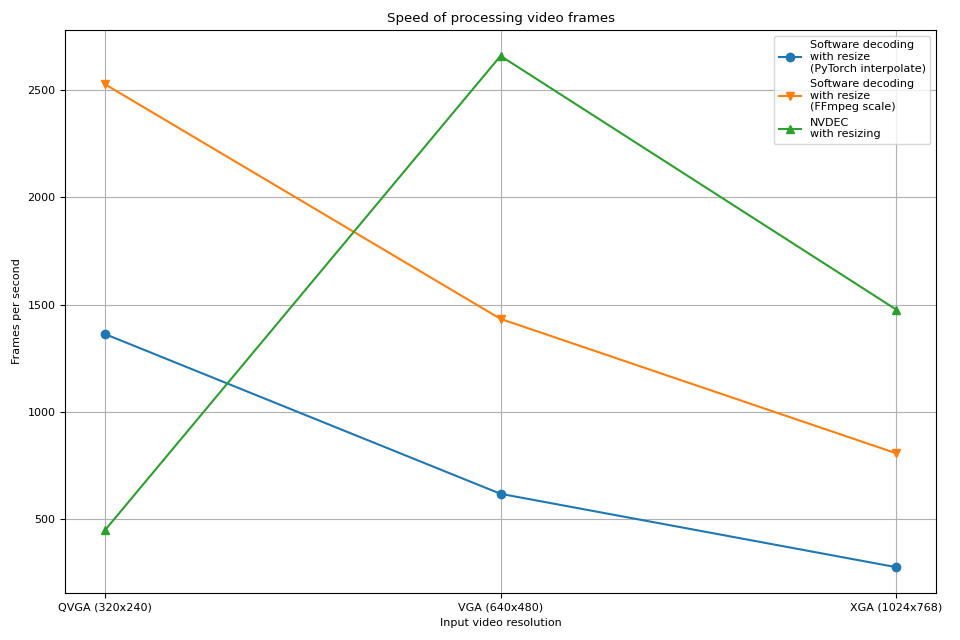 Speed of processing video frames
Software decoding
with resize
(PyTorch interpolate)
Software decoding
with resize
(FFmpeg scale)
NVDEC
with resizing
2500
2000
1500
1000
500
Frames per second
QVGA (320x240)
VGA (640x480)
XGA (1024x768)
Input video resolution